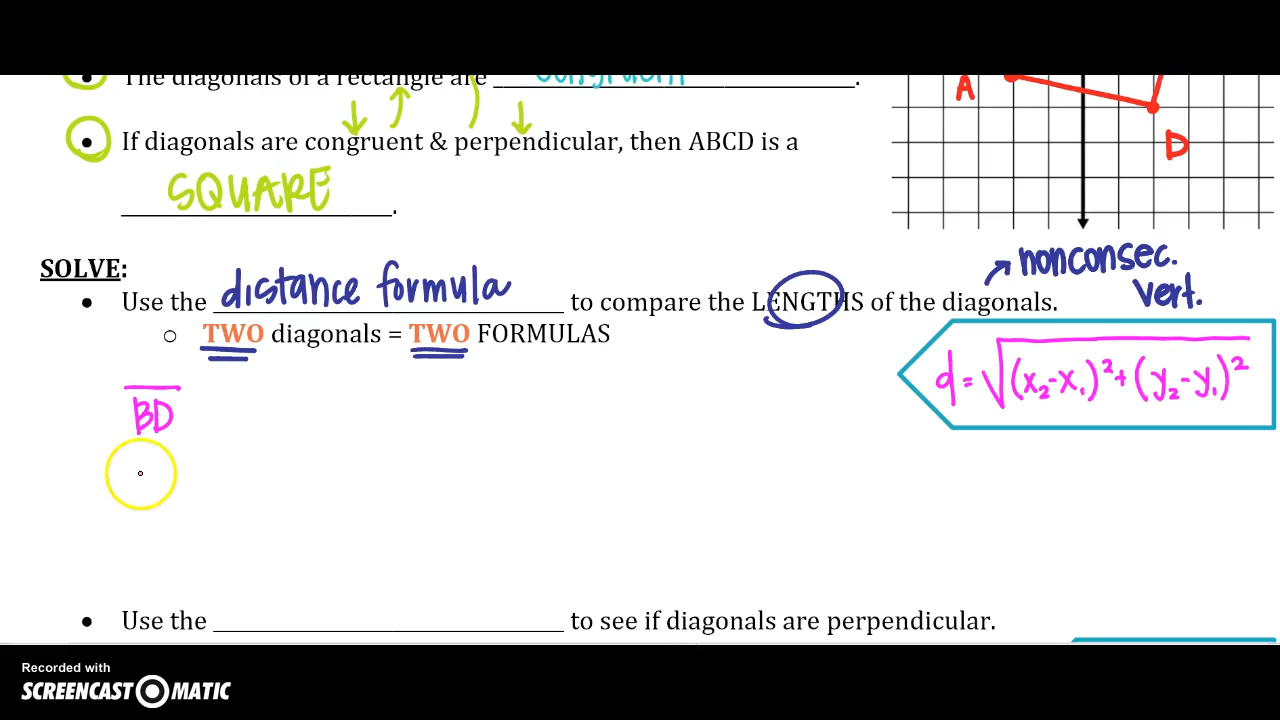 • The diagonals of a rectangle are congruent.
A
• If diagonals are congruent & perpendicular, then ABCD is a
D
SQUARE.
SOLVE:
→ nonconsec.
vert.
• Use the distance formula to compare the LENGTHS of the diagonals.
○ TWO diagonals = TWO FORMULAS
d=√(x₂-x₁)²+(y₂-y₁)²
BD
• Use the ______________________ to see if diagonals are perpendicular.
Recorded with
SCREENCAST MATIC